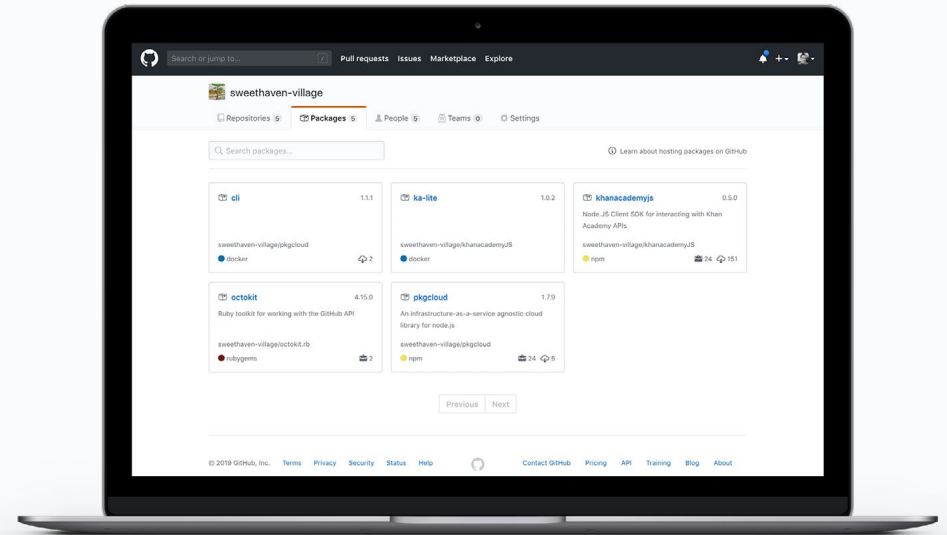 Search or jump to... /
Pull requests Issues Marketplace Explore
sweethaven-village
Repositories 5 Packages 5 People 5 Teams 0 Settings
Search packages...
Learn about hosting packages on GitHub
cli 1.1.1
sweethaven-village/pkgcloud
docker 2
ka-lite 1.0.2
sweethaven-village/khanacademyJS
docker
khanacademyjs 0.5.0
Node.JS Client SDK for interacting with Khan
Academy APIs
sweethaven-village/khanacademyJS
npm 24 151
octokit 4.15.0
Ruby toolkit for working with the GitHub API
sweethaven-village/octokit.rb
rubygems 2
pkgcloud 1.7.9
An infrastructure-as-a-service agnostic cloud
library for node.js
sweethaven-village/pkgcloud
npm 24 5
Previous Next
© 2019 GitHub, Inc. Terms Privacy Security Status Help Contact GitHub Pricing API Training Blog About